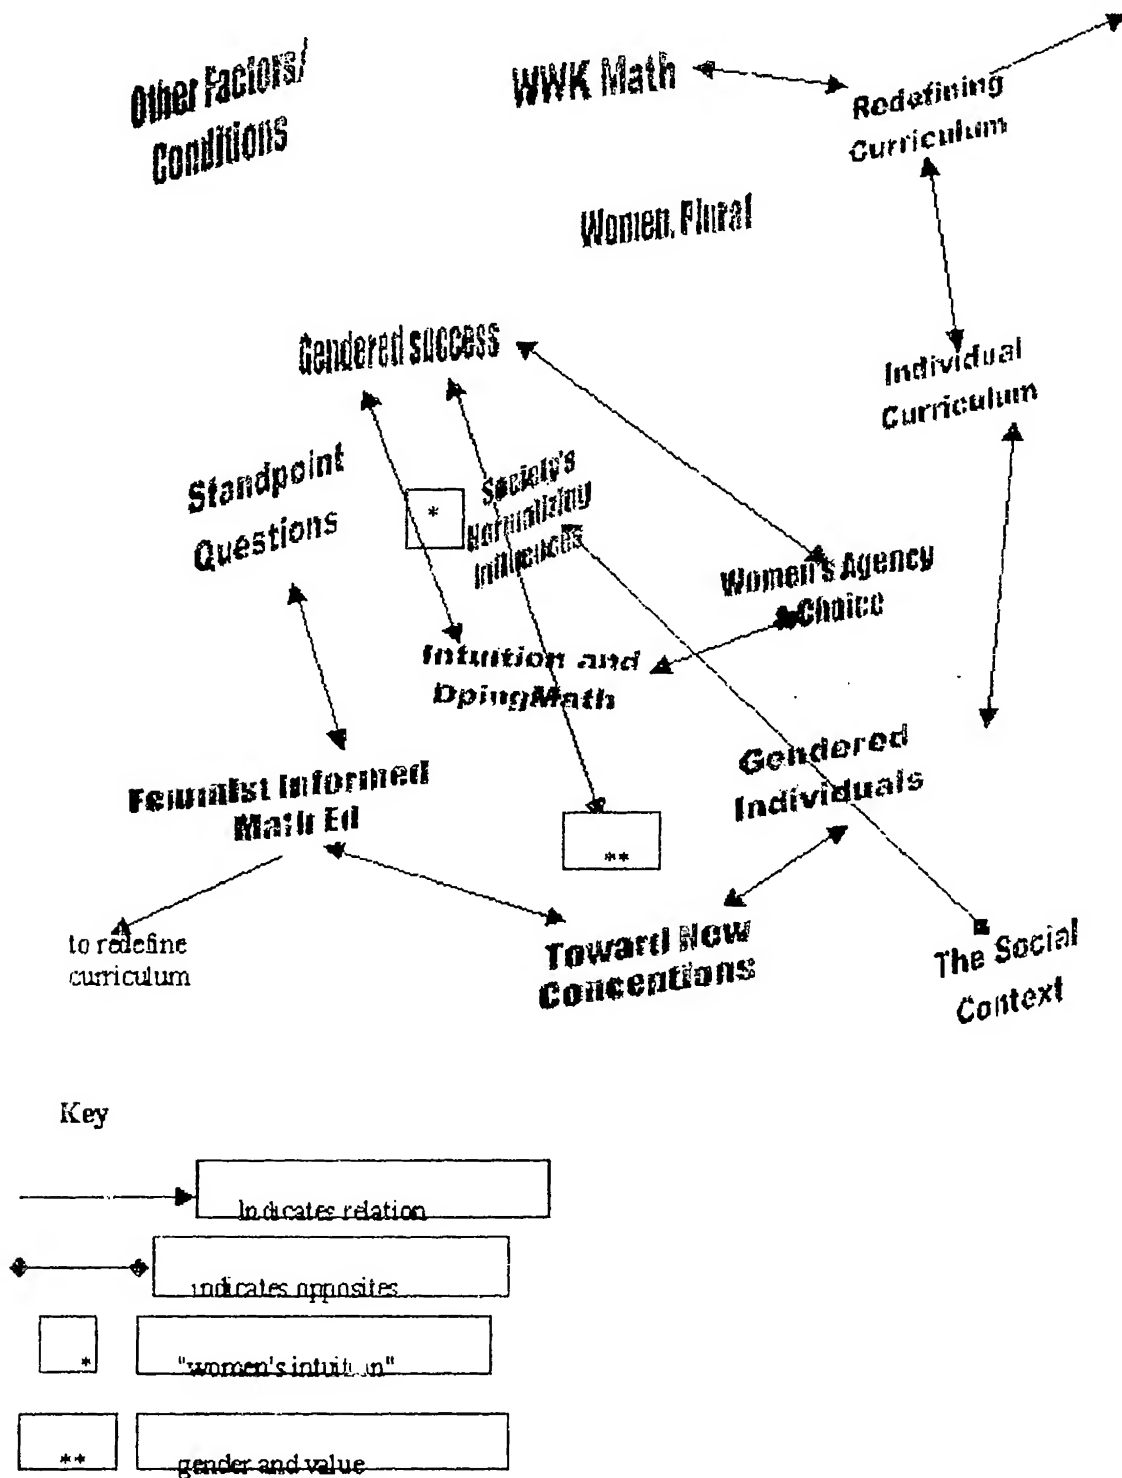 Other Factors/
Conditions
WWK Math
Redefining
Curriculum
Women, Plural
Gendered success
Individual
Curriculum
Standpoint
Questions
*
Society's
Normalizing
Influences
Women's Agency
& Choice
Intuition and
DpingMath
Gendered
Individuals
Feminist Informed
Math Ed
**
to redefine
curriculum
Toward New
Conceptions
The Social
Context
Key
Indicates relation
indicates opposites
*
"women's intuition"
**
gender and value